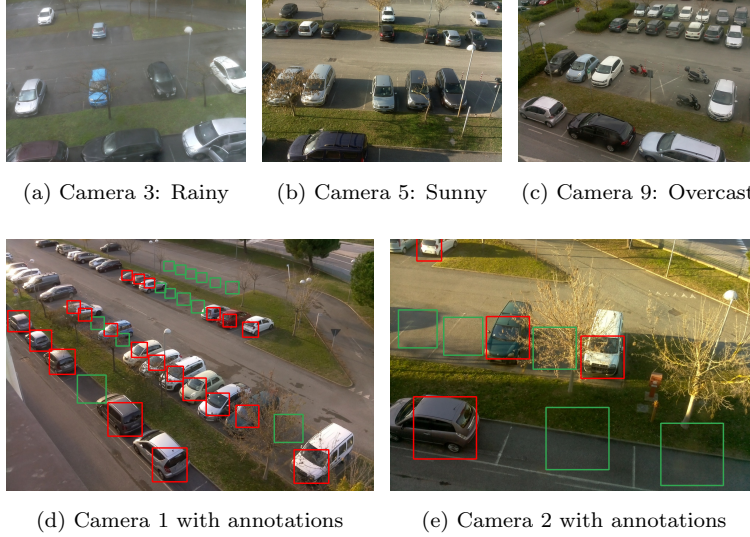 (a) Camera 3: Rainy
(b) Camera 5: Sunny
(c) Camera 9: Overcast
(d) Camera 1 with annotations
(e) Camera 2 with annotations